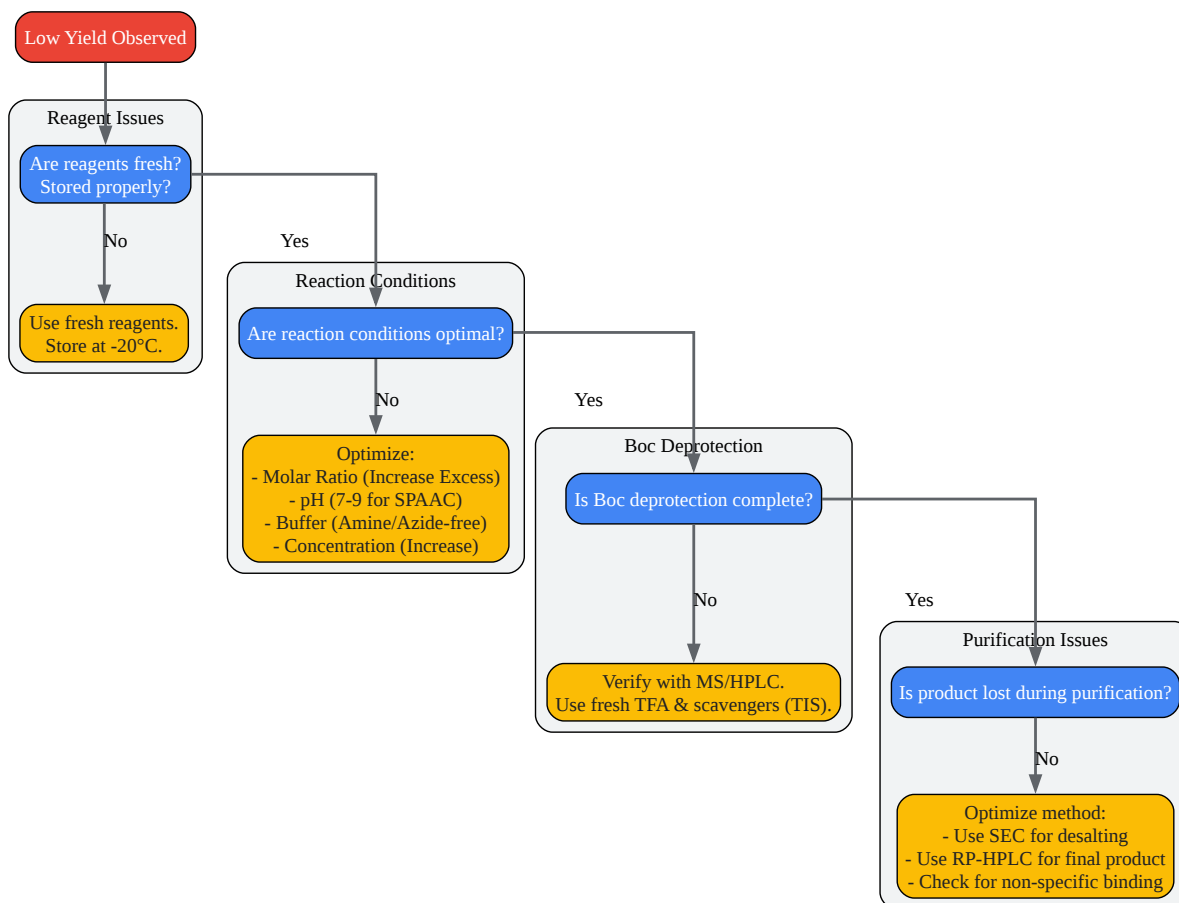 Low Yield Observed
Reagent Issues
Are reagents fresh?
Stored properly?
No
Use fresh reagents.
Store at -20°C.
Yes
Reaction Conditions
Are reaction conditions optimal?
No
Optimize:
- Molar Ratio (Increase Excess)
- pH (7-9 for SPAAC)
- Buffer (Amine/Azide-free)
- Concentration (Increase)
Yes
Boc Deprotection
Is Boc deprotection complete?
No
Verify with MS/HPLC.
Use fresh TFA & scavengers (TIS).
Yes
Purification Issues
Is product lost during purification?
No
Optimize method:
- Use SEC for desalting
- Use RP-HPLC for final product
- Check for non-specific binding